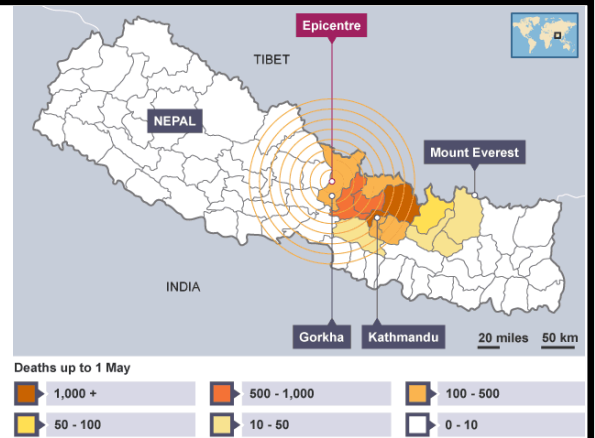 Epicentre
TIBET
NEPAL
Mount Everest
INDIA
Gorkha
Kathmandu
20 miles 50 km
Deaths up to 1 May
1,000 +
500 - 1,000
100 - 500
50 - 100
10 - 50
0 - 10